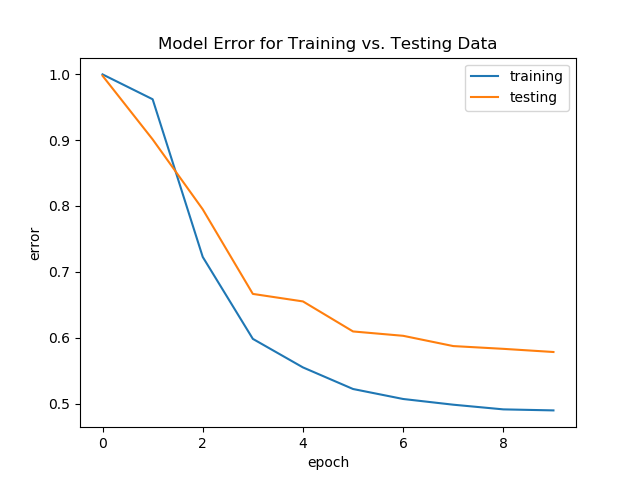 Model Error for Training vs. Testing Data
training
testing
1.0
0.9
0.8
0.7
0.6
0.5
error
0
2
4
6
8
epoch